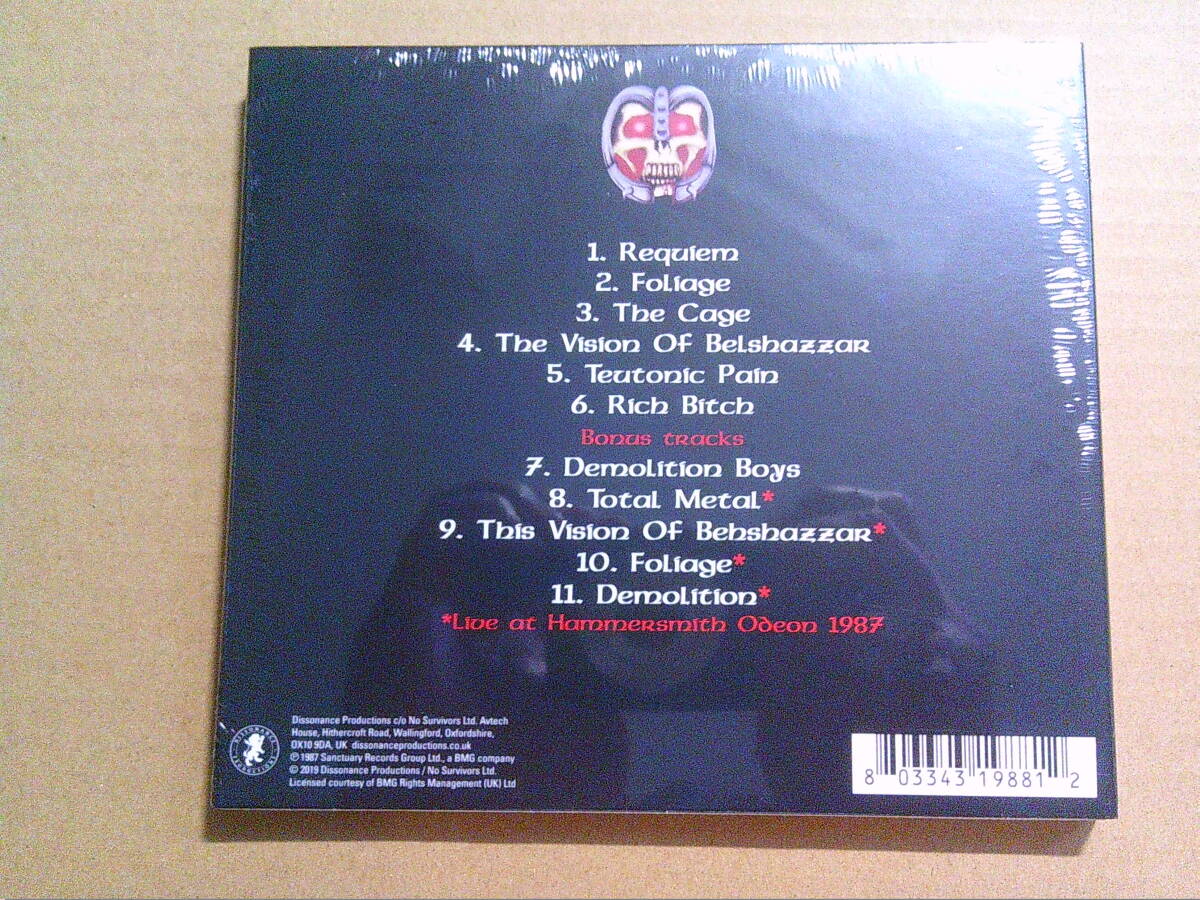 1. Requiem
2. Foliage
3. The Cage
4. The Vision Of Belshazzar
5. Teutonic Pain
6. Rich Bitch
Bonus tracks
7. Demolition Boys
8. Total Metal*
9. This Vision Of Behshazzar*
10. Foliage*
11. Demolition*
*Live at Hammersmith Odeon 1987
DISSONANCE
PRODUCTIONS
Dissonance Productions c/o No Survivors Ltd. Avtech
House, Hithercroft Road, Wallingford, Oxfordshire,
OX10 9DA, UK dissonanceproductions.co.uk
℗ 1987 Sanctuary Records Group Ltd., a BMG company
© 2019 Dissonance Productions / No Survivors Ltd.
Licensed courtesy of BMG Rights Management (UK) Ltd
8 03343 19881 2